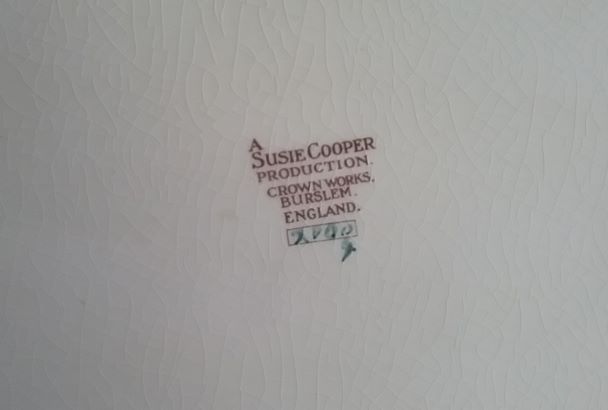 A
SUSIE COOPER
PRODUCTION.
CROWN WORKS,
BURSLEM.
ENGLAND.